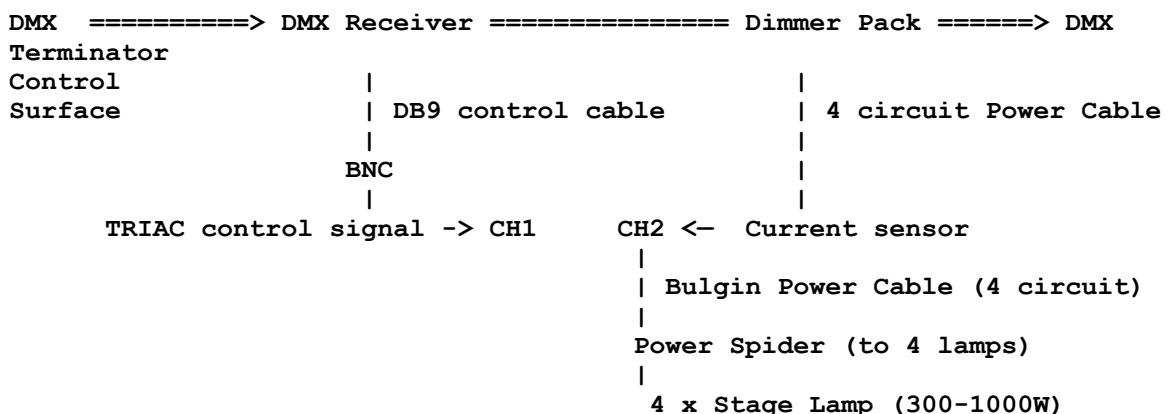 DMX ==========> DMX Receiver =============== Dimmer Pack ======> DMX
Terminator
Control | |
Surface | DB9 control cable | 4 circuit Power Cable
| |
BNC |
| |
TRIAC control signal -> CH1 CH2 <— Current sensor
|
| Bulgin Power Cable (4 circuit)
|
Power Spider (to 4 lamps)
|
4 x Stage Lamp (300-1000W)